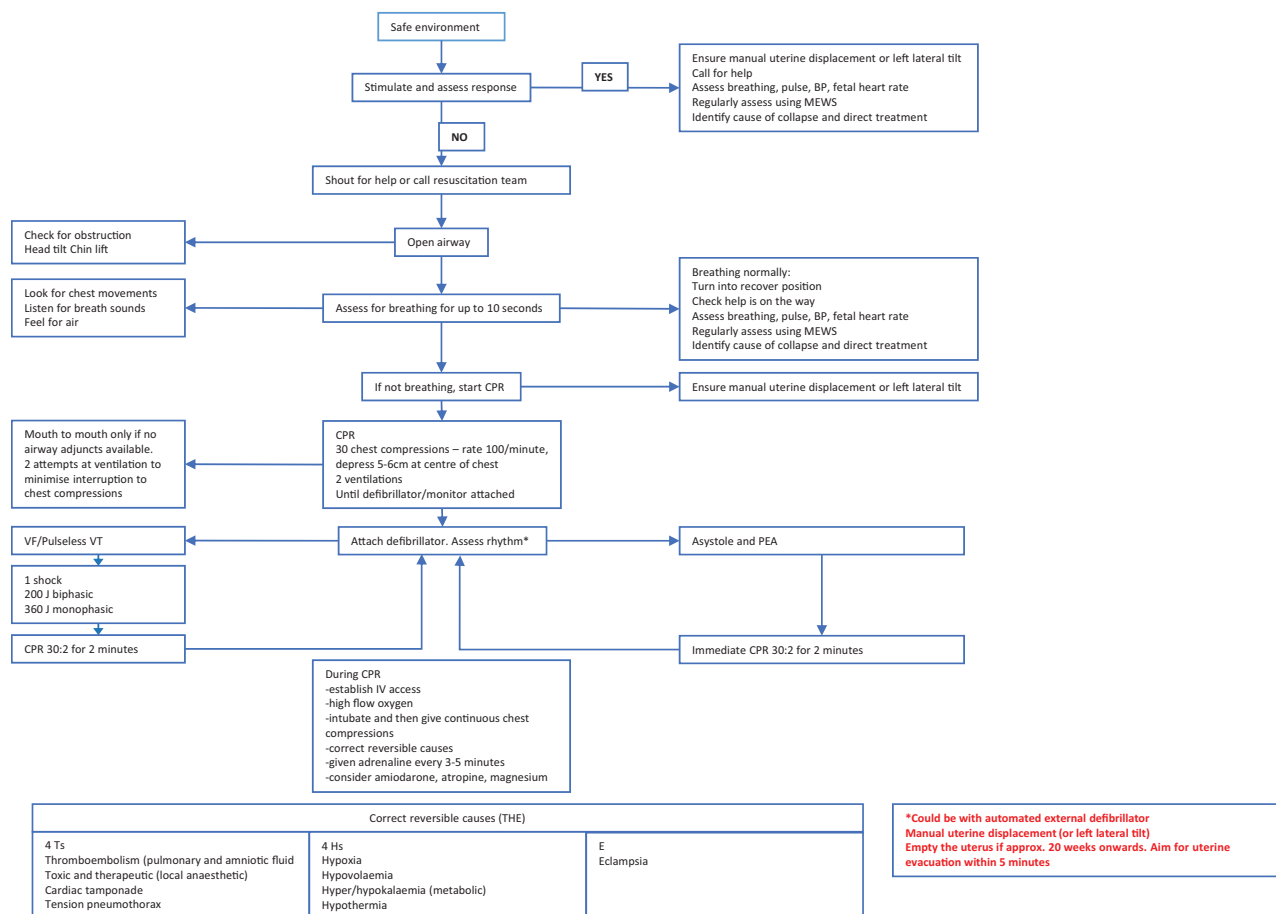 Safe environment
Stimulate and assess response
YES
Ensure manual uterine displacement or left lateral tilt
Call for help
Assess breathing, pulse, BP, fetal heart rate
Regularly assess using MEWS
Identify cause of collapse and direct treatment
NO
Shout for help or call resuscitation team
Check for obstruction
Head tilt Chin lift
Open airway
Look for chest movements
Listen for breath sounds
Feel for air
Assess for breathing for up to 10 seconds
Breathing normally:
Turn into recover position
Check help is on the way
Assess breathing, pulse, BP, fetal heart rate
Regularly assess using MEWS
Identify cause of collapse and direct treatment
If not breathing, start CPR
Ensure manual uterine displacement or left lateral tilt
Mouth to mouth only if no
airway adjuncts available.
2 attempts at ventilation to
minimise interruption to
chest compressions
CPR
30 chest compressions – rate 100/minute,
depress 5-6cm at centre of chest
2 ventilations
Until defibrillator/monitor attached
VF/Pulseless VT
Attach defibrillator. Assess rhythm*
Asystole and PEA
1 shock
200 J biphasic
360 J monophasic
CPR 30:2 for 2 minutes
Immediate CPR 30:2 for 2 minutes
During CPR
-establish IV access
-high flow oxygen
-intubate and then give continuous chest
compressions
-correct reversible causes
-given adrenaline every 3-5 minutes
-consider amiodarone, atropine, magnesium
Correct reversible causes (THE)
4 Ts
Thromboembolism (pulmonary and amniotic fluid
Toxic and therapeutic (local anaesthetic)
Cardiac tamponade
Tension pneumothorax
4 Hs
Hypoxia
Hypovolaemia
Hyper/hypokalaemia (metabolic)
Hypothermia
E
Eclampsia
*Could be with automated external defibrillator
Manual uterine displacement (or left lateral tilt)
Empty the uterus if approx. 20 weeks onwards. Aim for uterine
evacuation within 5 minutes